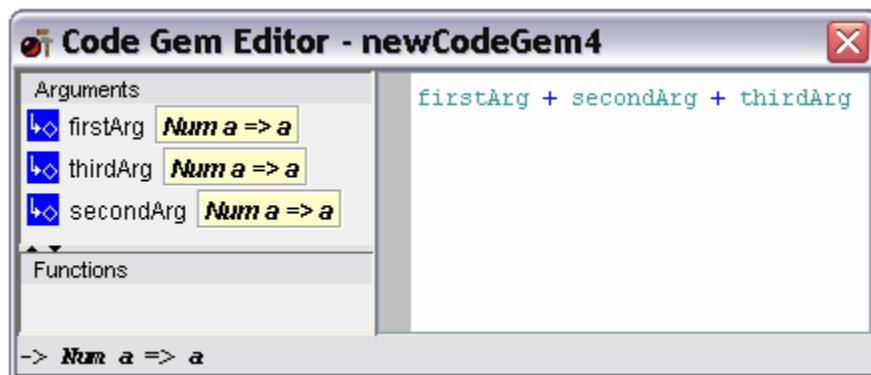 Code Gem Editor - newCodeGem4
Arguments
firstArg Num a => a
thirdArg Num a => a
secondArg Num a => a
Functions
firstArg + secondArg + thirdArg
-> Num a => a